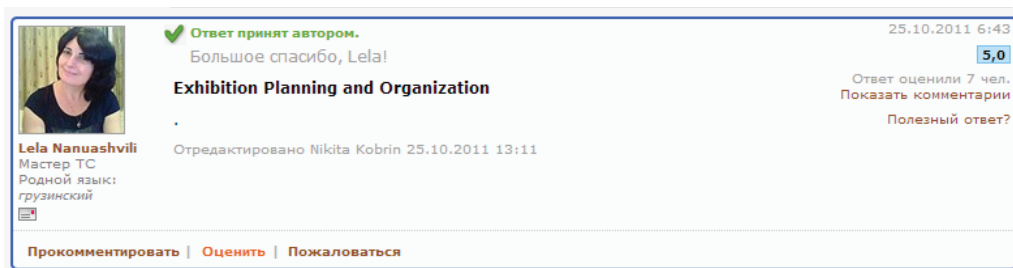 Ответ принят автором.
Большое спасибо, Lela!
Exhibition Planning and Organization
.
Отредактировано Nikita Kobrin 25.10.2011 13:11
Lela Nanuashvili
Мастер ТС
Родной язык:
грузинский
25.10.2011 6:43
5,0
Ответ оценили 7 чел.
Показать комментарии
Полезный ответ?
Прокомментировать | Оценить | Пожаловаться